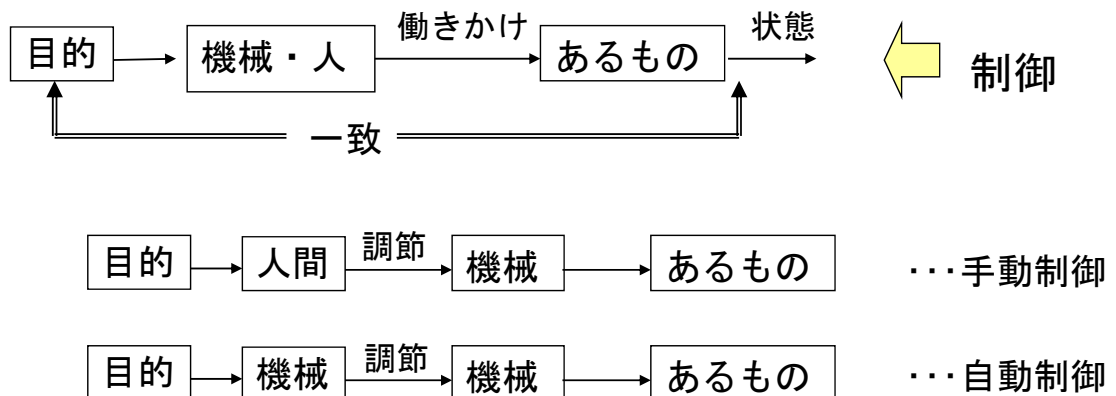 働きかけ 状態
目的 機械・人 あるもの 制御
一致
目的 人間 調節 機械 あるもの ・・・手動制御
目的 機械 調節 機械 あるもの ・・・自動制御